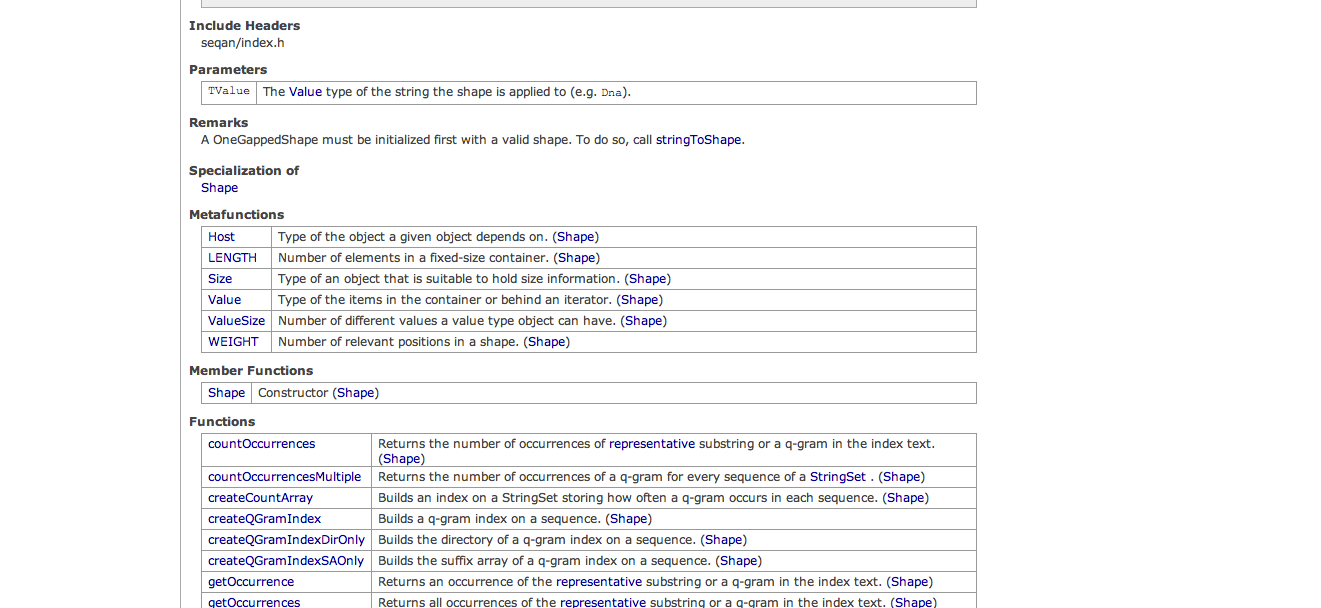 Include Headers
seqan/index.h
Parameters
TValue The Value type of the string the shape is applied to (e.g. Dna).
Remarks
A OneGappedShape must be initialized first with a valid shape. To do so, call stringToShape.
Specialization of
Shape
Metafunctions
Host Type of the object a given object depends on. (Shape)
LENGTH Number of elements in a fixed-size container. (Shape)
Size Type of an object that is suitable to hold size information. (Shape)
Value Type of the items in the container or behind an iterator. (Shape)
ValueSize Number of different values a value type object can have. (Shape)
WEIGHT Number of relevant positions in a shape. (Shape)
Member Functions
Shape Constructor (Shape)
Functions
countOccurrences Returns the number of occurrences of representative substring or a q-gram in the index text.
(Shape)
countOccurrencesMultiple Returns the number of occurrences of a q-gram for every sequence of a StringSet . (Shape)
createCountArray Builds an index on a StringSet storing how often a q-gram occurs in each sequence. (Shape)
createQGramIndex Builds a q-gram index on a sequence. (Shape)
createQGramIndexDirOnly Builds the directory of a q-gram index on a sequence. (Shape)
createQGramIndexSAOnly Builds the suffix array of a q-gram index on a sequence. (Shape)
getOccurrence Returns an occurrence of the representative substring or a q-gram in the index text. (Shape)
getOccurrences Returns all occurrences of the representative substring or a q-gram in the index text. (Shape)